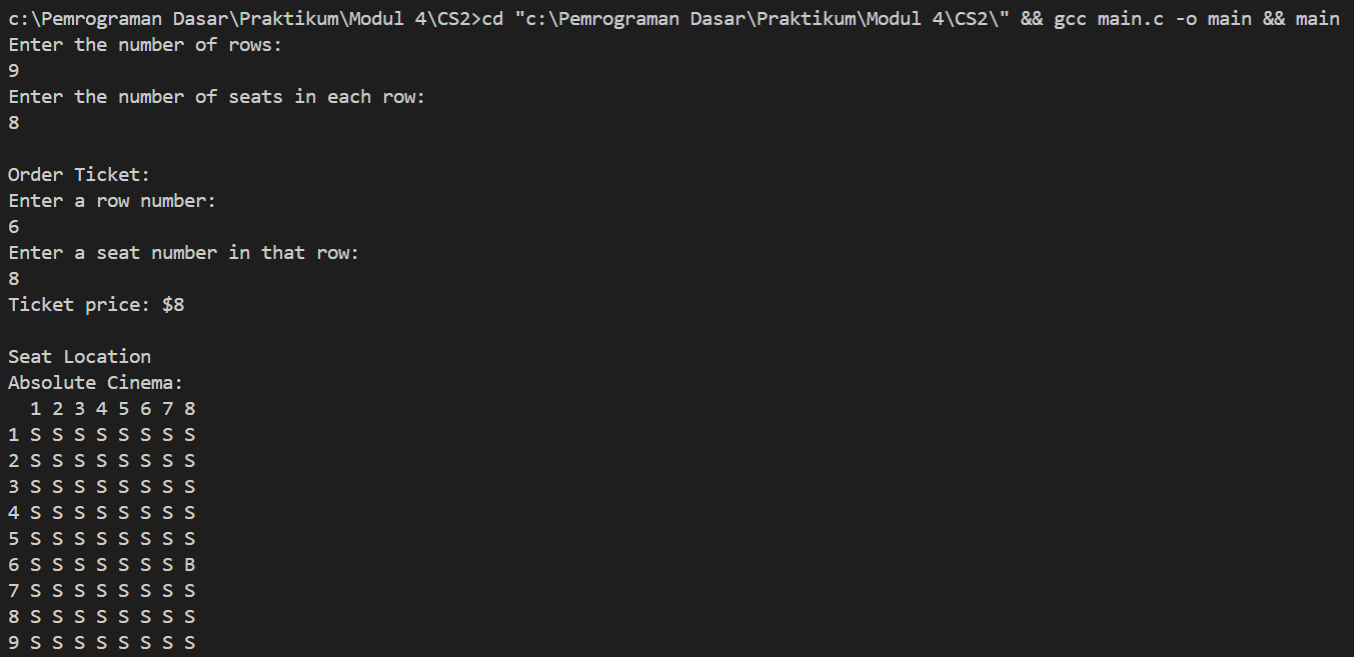 c:\Pemrograman Dasar\Praktikum\Modul 4\CS2>cd "c:\Pemrograman Dasar\Praktikum\Modul 4\CS2\" && gcc main.c -o main && main
Enter the number of rows:
9
Enter the number of seats in each row:
8

Order Ticket:
Enter a row number:
6
Enter a seat number in that row:
8
Ticket price: $8

Seat Location
Absolute Cinema:
  1 2 3 4 5 6 7 8
1 S S S S S S S S
2 S S S S S S S S
3 S S S S S S S S
4 S S S S S S S S
5 S S S S S S S S
6 S S S S S S S B
7 S S S S S S S S
8 S S S S S S S S
9 S S S S S S S S